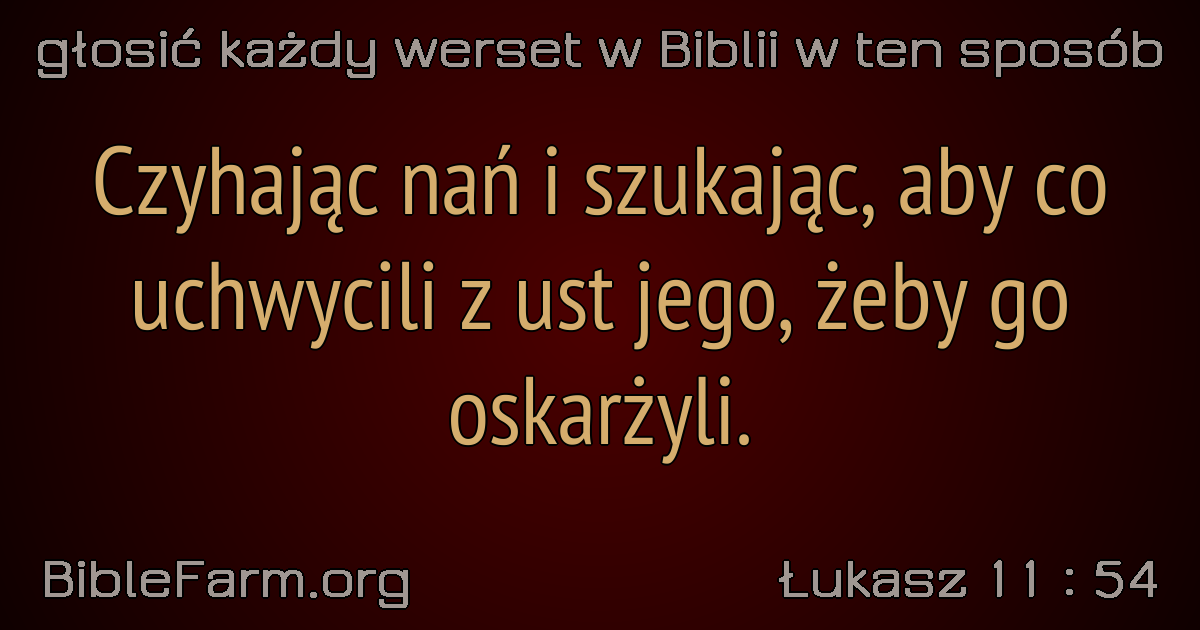 głosić każdy werset w Biblii w ten sposób
Czyhając nań i szukając, aby co
uchwycili z ust jego, żeby go
oskarżyli.
BibleFarm.org
Łukasz 11 : 54